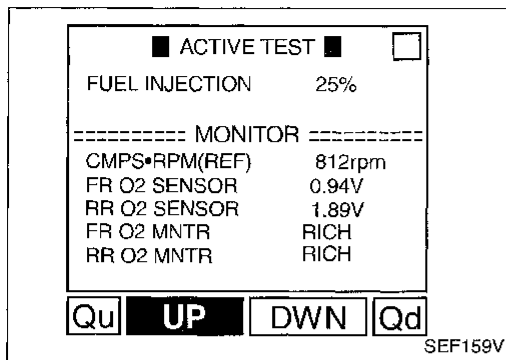 ACTIVE TEST
FUEL INJECTION 25%
========= MONITOR =========
CMPS•RPM(REF) 812rpm
FR O2 SENSOR 0.94V
RR O2 SENSOR 1.89V
FR O2 MNTR RICH
RR O2 MNTR RICH
Qu UP DWN Qd
SEF159V